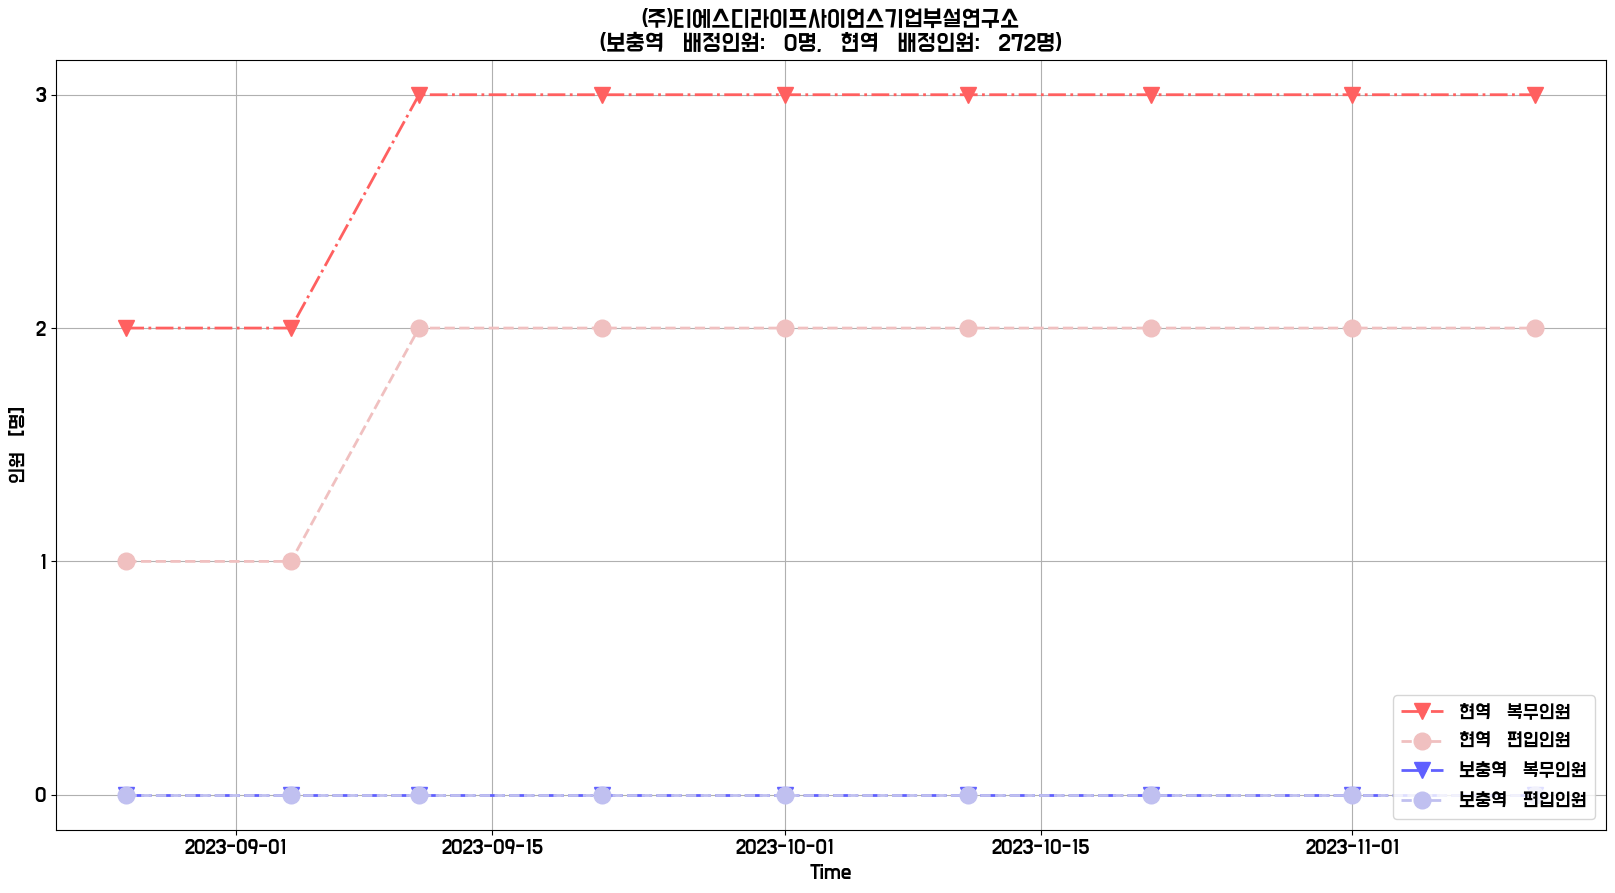 (주)티에스디라이프사이언스기업부설연구소
(보충역 배정인원: 0명, 현역 배정인원: 272명)
인원 [명]
3
2
1
0
현역 복무인원
현역 편입인원
보충역 복무인원
보충역 편입인원
2023-09-01 2023-09-15 2023-10-01 2023-10-15 2023-11-01
Time